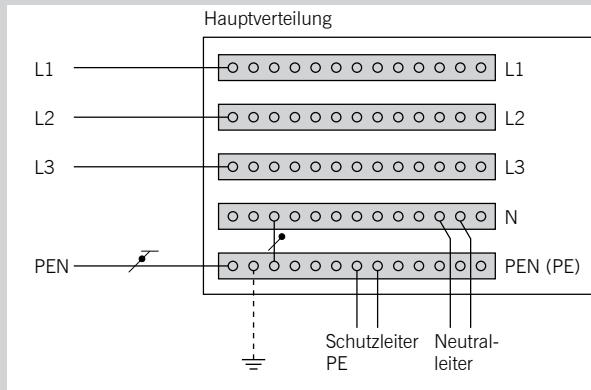 Hauptverteilung
L1
L1
L2
L2
L3
L3
N
PEN
PEN (PE)
Schutzleiter
PE
Neutral-
leiter